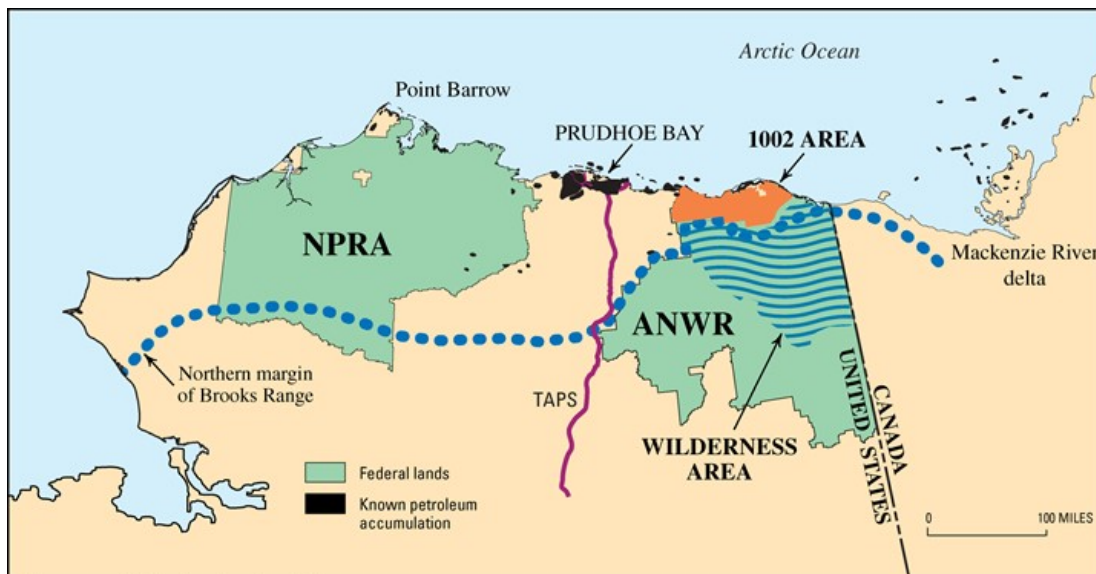 Arctic Ocean
Point Barrow
PRUDHOE BAY
1002 AREA
NPRA
Mackenzie River
delta
ANWR
Northern margin
of Brooks Range
TAPS
WILDERNESS
AREA
UNITED STATES
CANADA
Federal lands
Known petroleum
accumulation
0
100 MILES